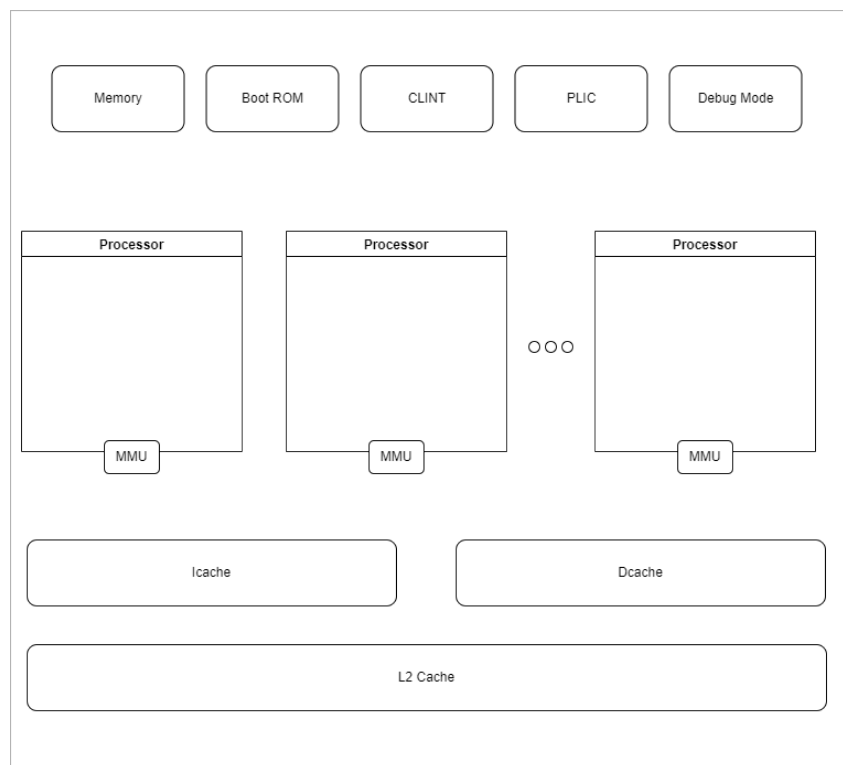 Memory
Boot ROM
CLINT
PLIC
Debug Mode
Processor
Processor
Processor
MMU
MMU
MMU
Icache
Dcache
L2 Cache